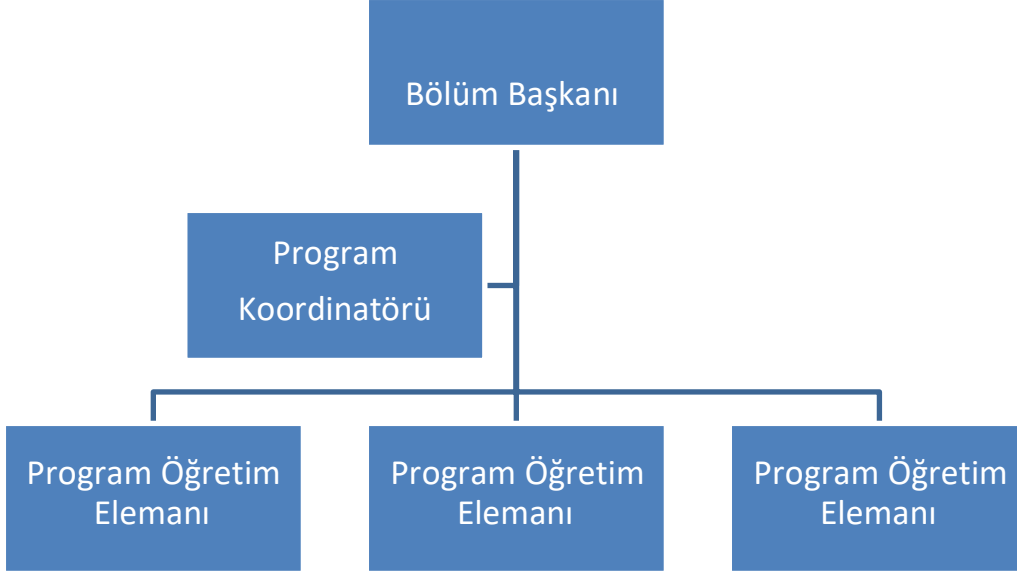 Bölüm Başkanı
Program
Koordinatörü
Program Öğretim
Elemanı
Program Öğretim
Elemanı
Program Öğretim
Elemanı